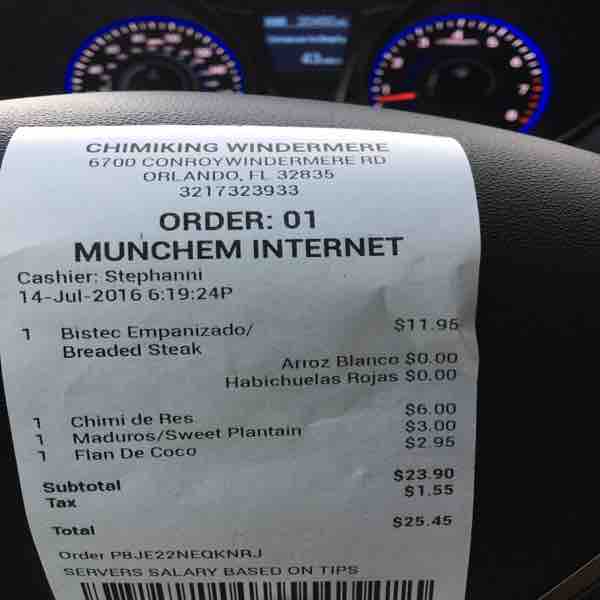 CHIMIKING WINDERMERE
6700 CONROYWINDERMERE RD
ORLANDO, FL 32835
3217323933
ORDER: 01
MUNCHEM INTERNET
Cashier: Stephanni
14-Jul-2016 6:19:24P
1 Bistec Empanizado/ $11.95
Breaded Steak
Arroz Blanco $0.00
Habichuelas Rojas $0.00
1 Chimi de Res $6.00
1 Maduros/Sweet Plantain $3.00
1 Flan De Coco $2.95
Subtotal $23.90
Tax $1.55
Total $25.45
Order P8JE22NEQKNRJ
SERVERS SALARY BASED ON TIPS